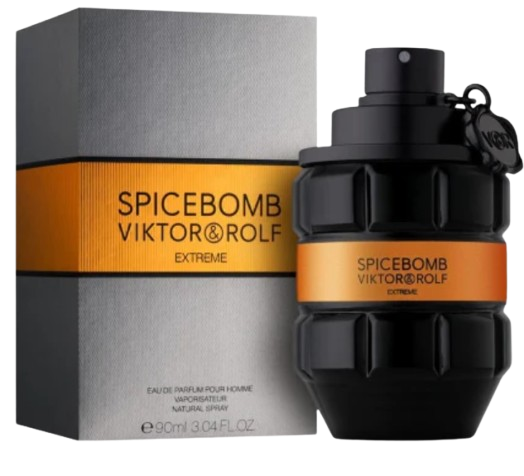 SPICEBOMB
VIKTOR&ROLF
EXTREME
EAU DE PARFUM POUR HOMME
VAPORISATEUR
NATURAL SPRAY
℮ 90ml 3.04 FL.OZ
SPICEBOMB
VIKTOR&ROLF
EXTREME